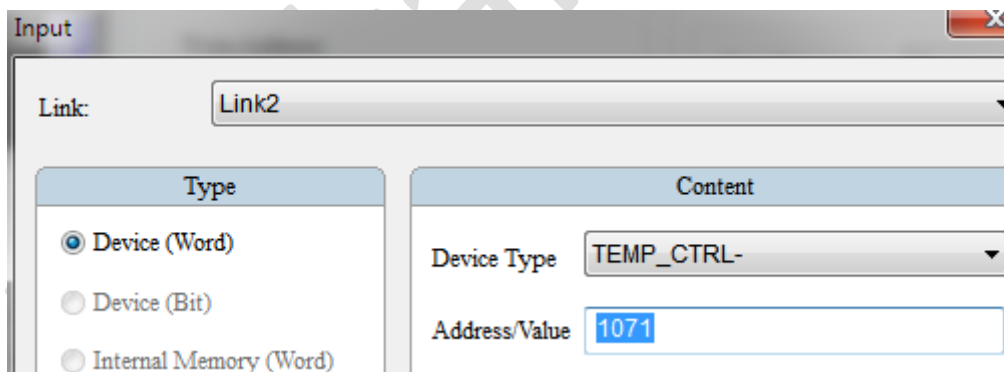 Input
Link: Link2
Type
Device (Word)
Device (Bit)
Internal Memory (Word)
Content
Device Type TEMP_CTRL-
Address/Value 1071